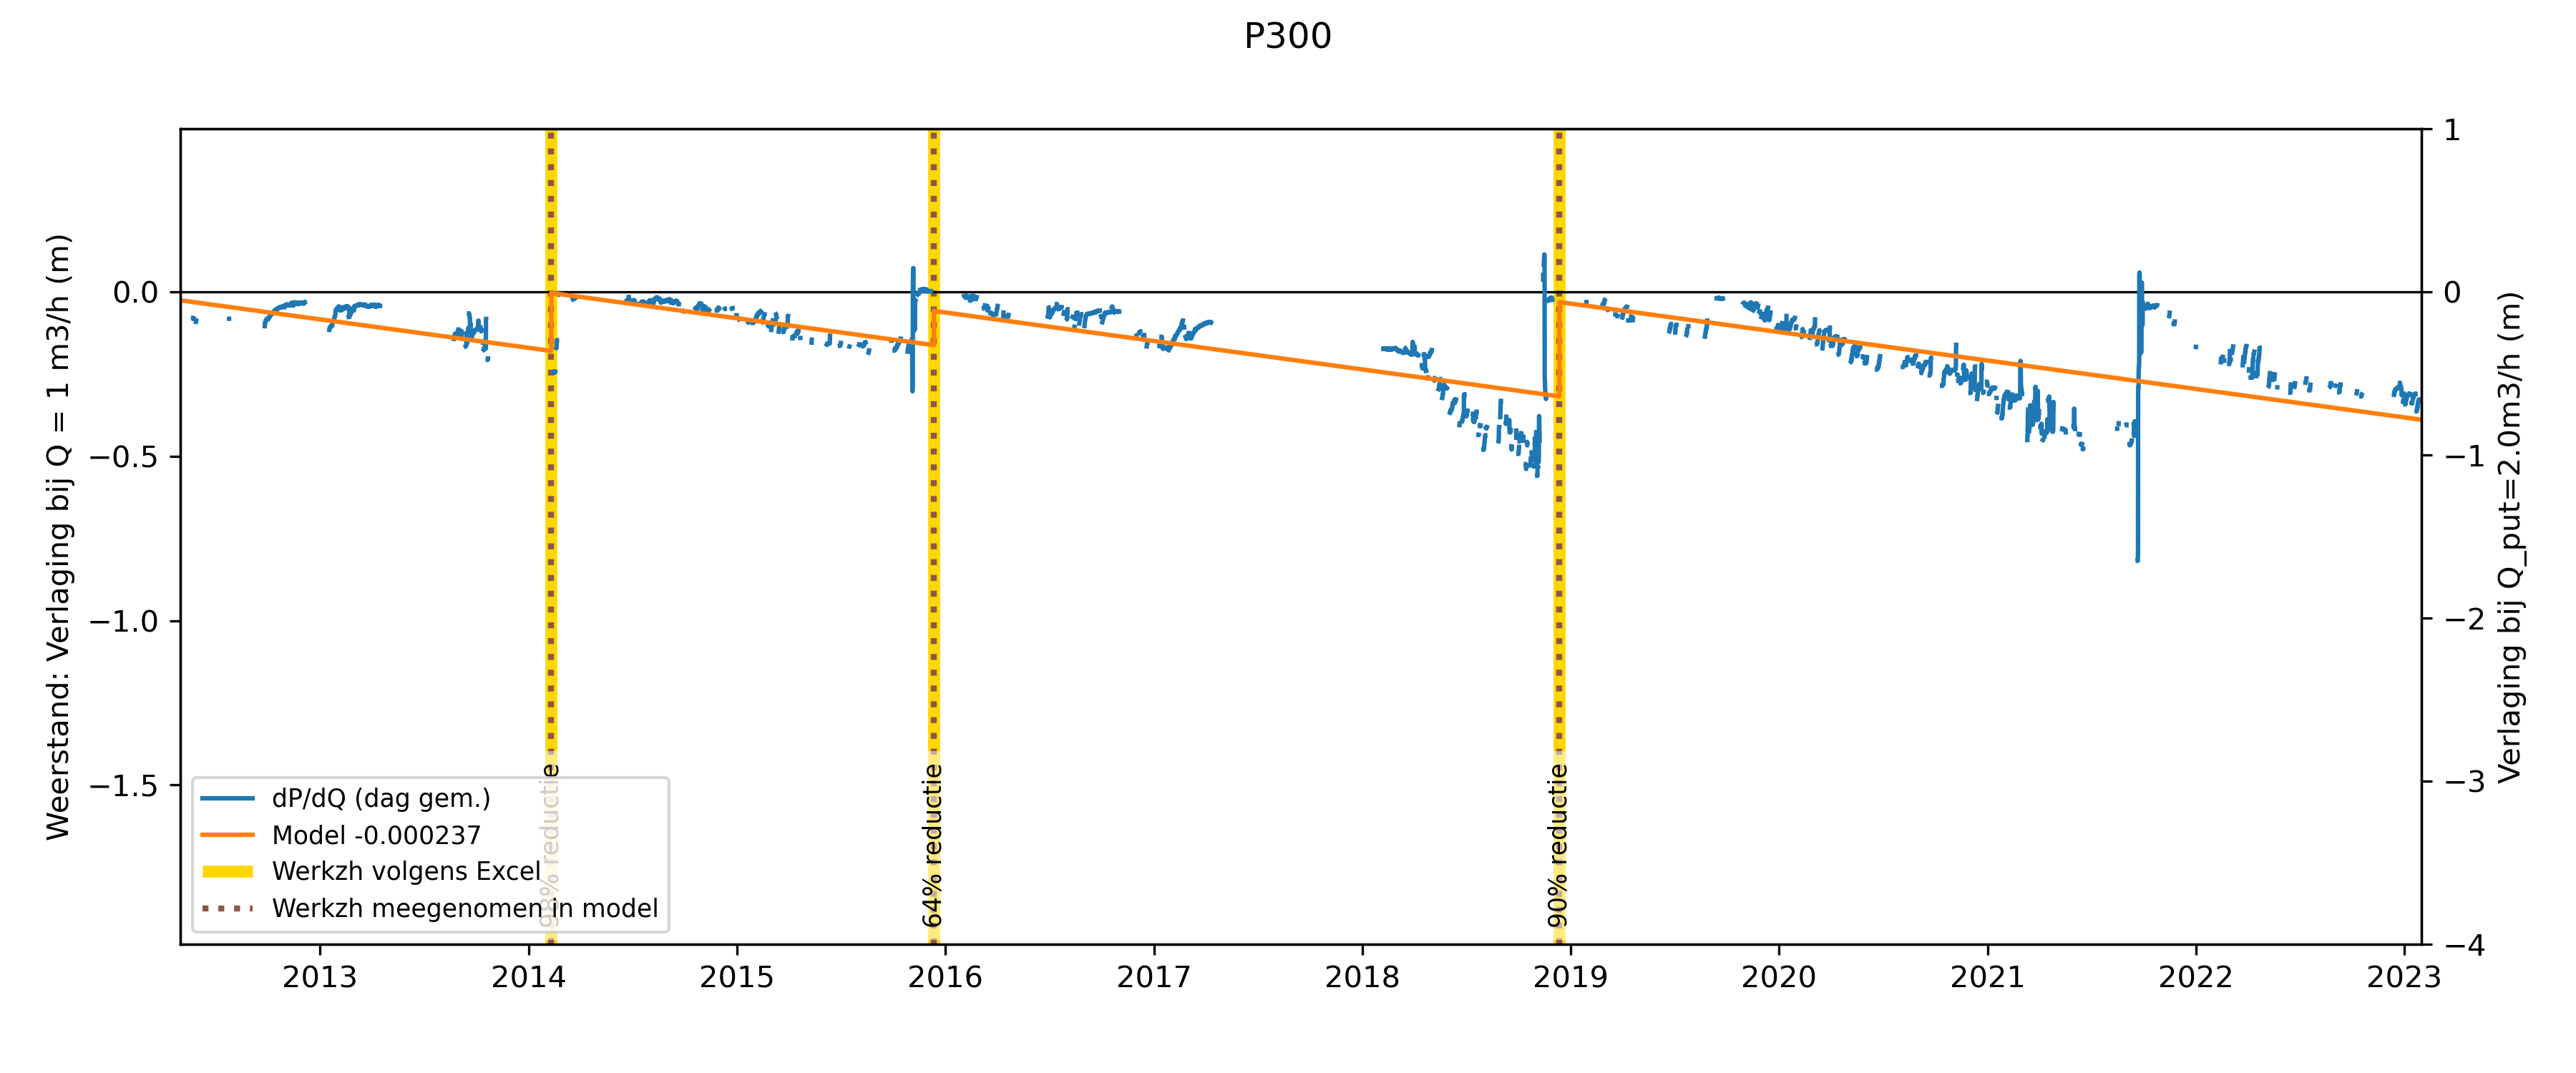 P300
Weerstand: Verlaging bij Q = 1 m3/h (m)
0.0
−0.5
−1.0
−1.5
1
0
−1
−2
−3
−4
Verlaging bij Q_put=2.0m3/h (m)
98% reductie
64% reductie
90% reductie
dP/dQ (dag gem.)
Model -0.000237
Werkzh volgens Excel
Werkzh meegenomen in model
2013 2014 2015 2016 2017 2018 2019 2020 2021 2022 2023